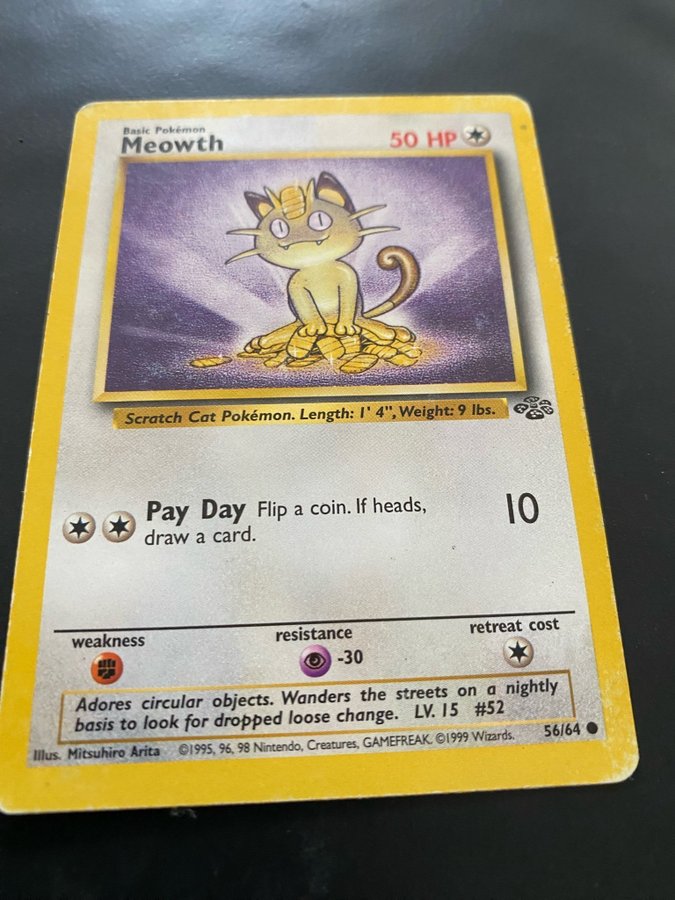 Basic Pokémon
Meowth 50 HP
Scratch Cat Pokémon. Length: 1' 4", Weight: 9 lbs.
Pay Day Flip a coin. If heads, 10
draw a card.
weakness resistance retreat cost
-30
Adores circular objects. Wanders the streets on a nightly
basis to look for dropped loose change. LV. 15 #52
Illus. Mitsuhiro Arita ©1995, 96, 98 Nintendo, Creatures, GAMEFREAK. ©1999 Wizards. 56/64